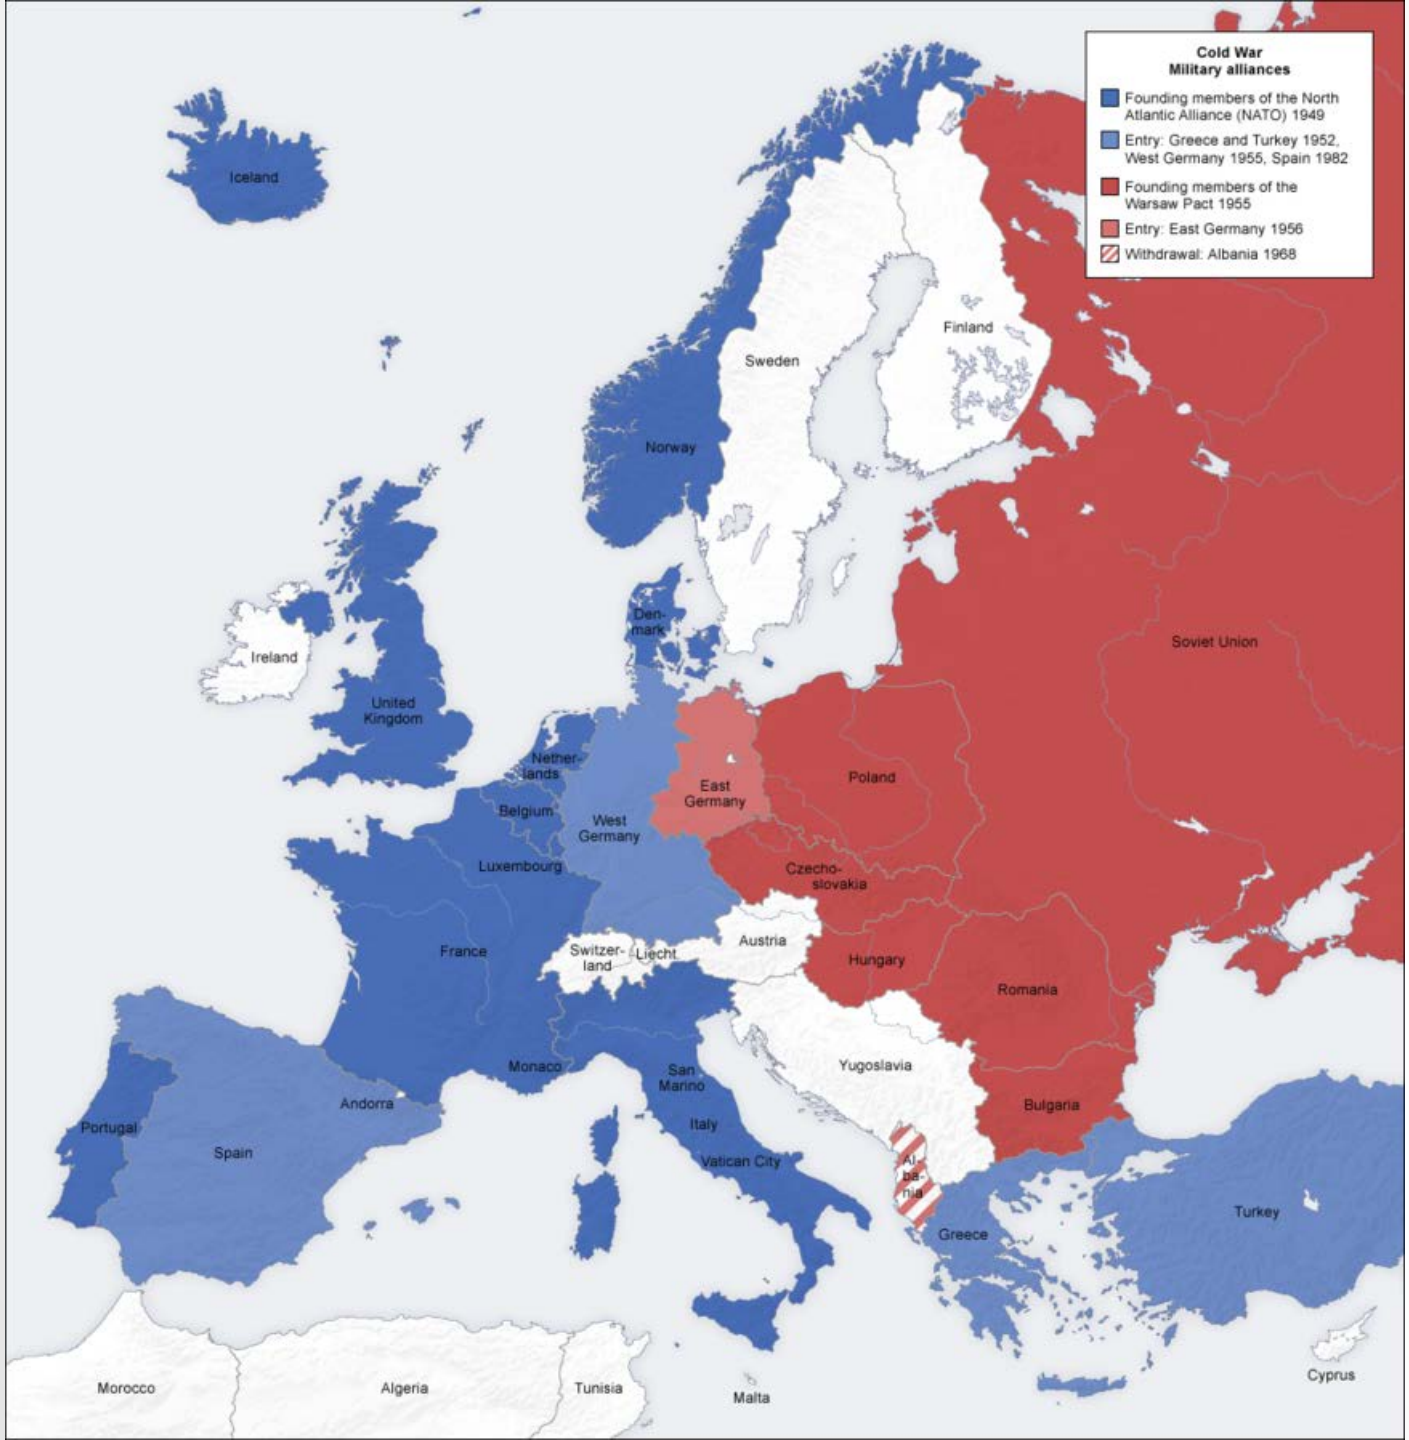 Cold War
Military alliances
Founding members of the North
Atlantic Alliance (NATO) 1949
Entry: Greece and Turkey 1952,
West Germany 1955, Spain 1982
Founding members of the
Warsaw Pact 1955
Entry: East Germany 1956
Withdrawal: Albania 1968
Iceland
Finland
Sweden
Norway
Den-
mark
Soviet Union
Ireland
United
Kingdom
Nether-
lands
Poland
East
Germany
Belgium
West
Germany
Luxembourg
Czecho-
slovakia
Austria
France
Switzer-
land
Liecht.
Hungary
Romania
Monaco
San
Marino
Yugoslavia
Andorra
Bulgaria
Portugal
Italy
Spain
Vatican City
Al-
ba-
nia
Turkey
Greece
Cyprus
Morocco
Algeria
Tunisia
Malta